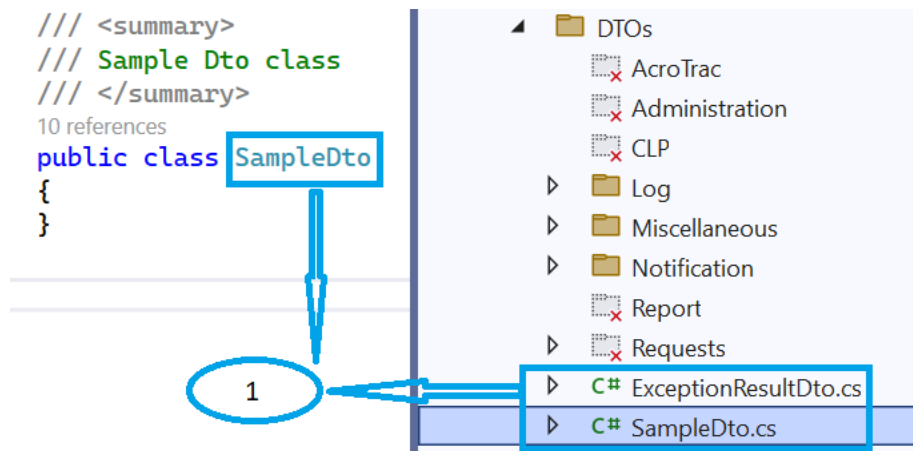 /// <summary>
/// Sample Dto class
/// </summary>
10 references
public class SampleDto
{
}
1
DTOs
AcroTrac
Administration
CLP
Log
Miscellaneous
Notification
Report
Requests
C# ExceptionResultDto.cs
C# SampleDto.cs